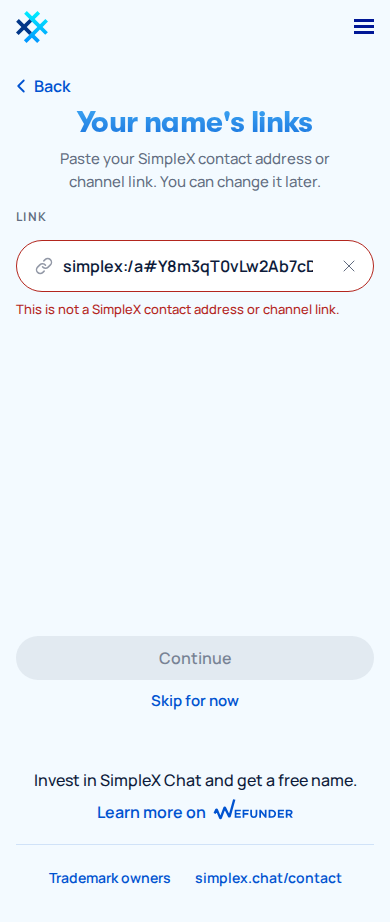 Back
Your name's links
Paste your SimpleX contact address or
channel link. You can change it later.
LINK
simplex:/a#Y8m3qT0vLw2Ab7cD
This is not a SimpleX contact address or channel link.
Continue
Skip for now
Invest in SimpleX Chat and get a free name.
Learn more on WEFUNDER
Trademark owners simplex.chat/contact